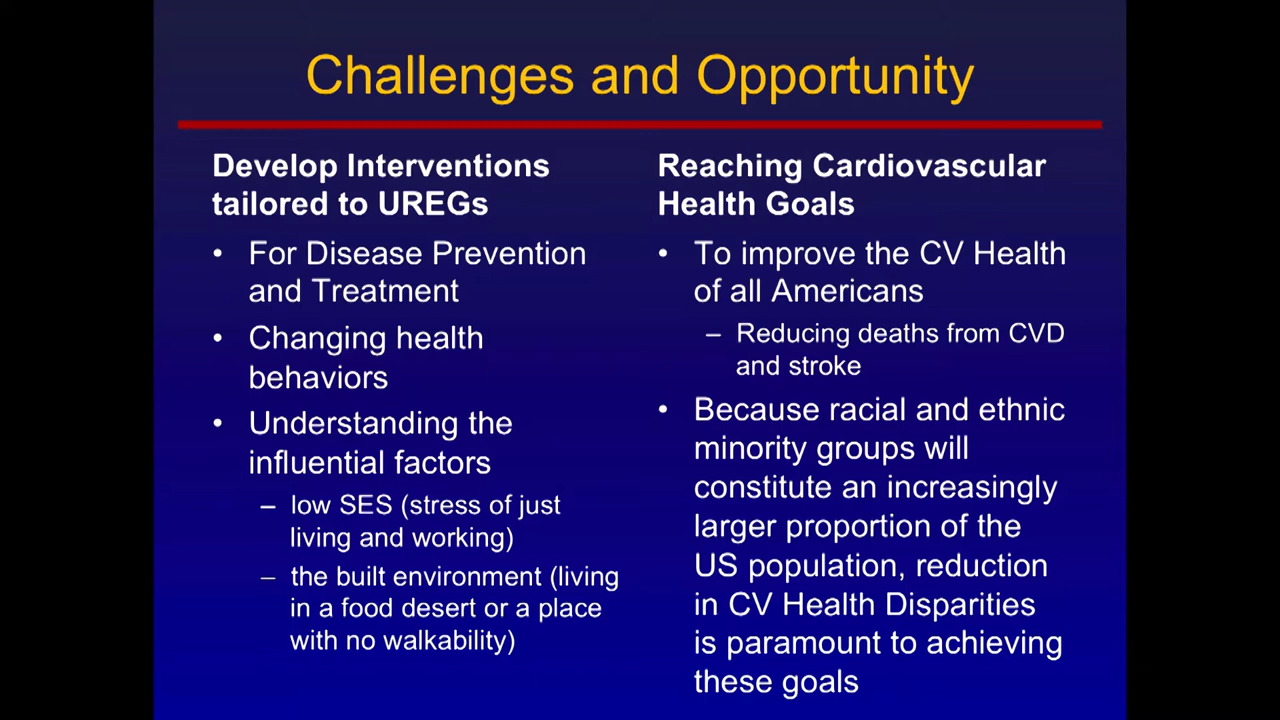 Challenges and Opportunity
Develop Interventions
tailored to UREGs
• For Disease Prevention
and Treatment
• Changing health
behaviors
• Understanding the
influential factors
– low SES (stress of just
living and working)
– the built environment (living
in a food desert or a place
with no walkability)
Reaching Cardiovascular
Health Goals
• To improve the CV Health
of all Americans
– Reducing deaths from CVD
and stroke
• Because racial and ethnic
minority groups will
constitute an increasingly
larger proportion of the
US population, reduction
in CV Health Disparities
is paramount to achieving
these goals